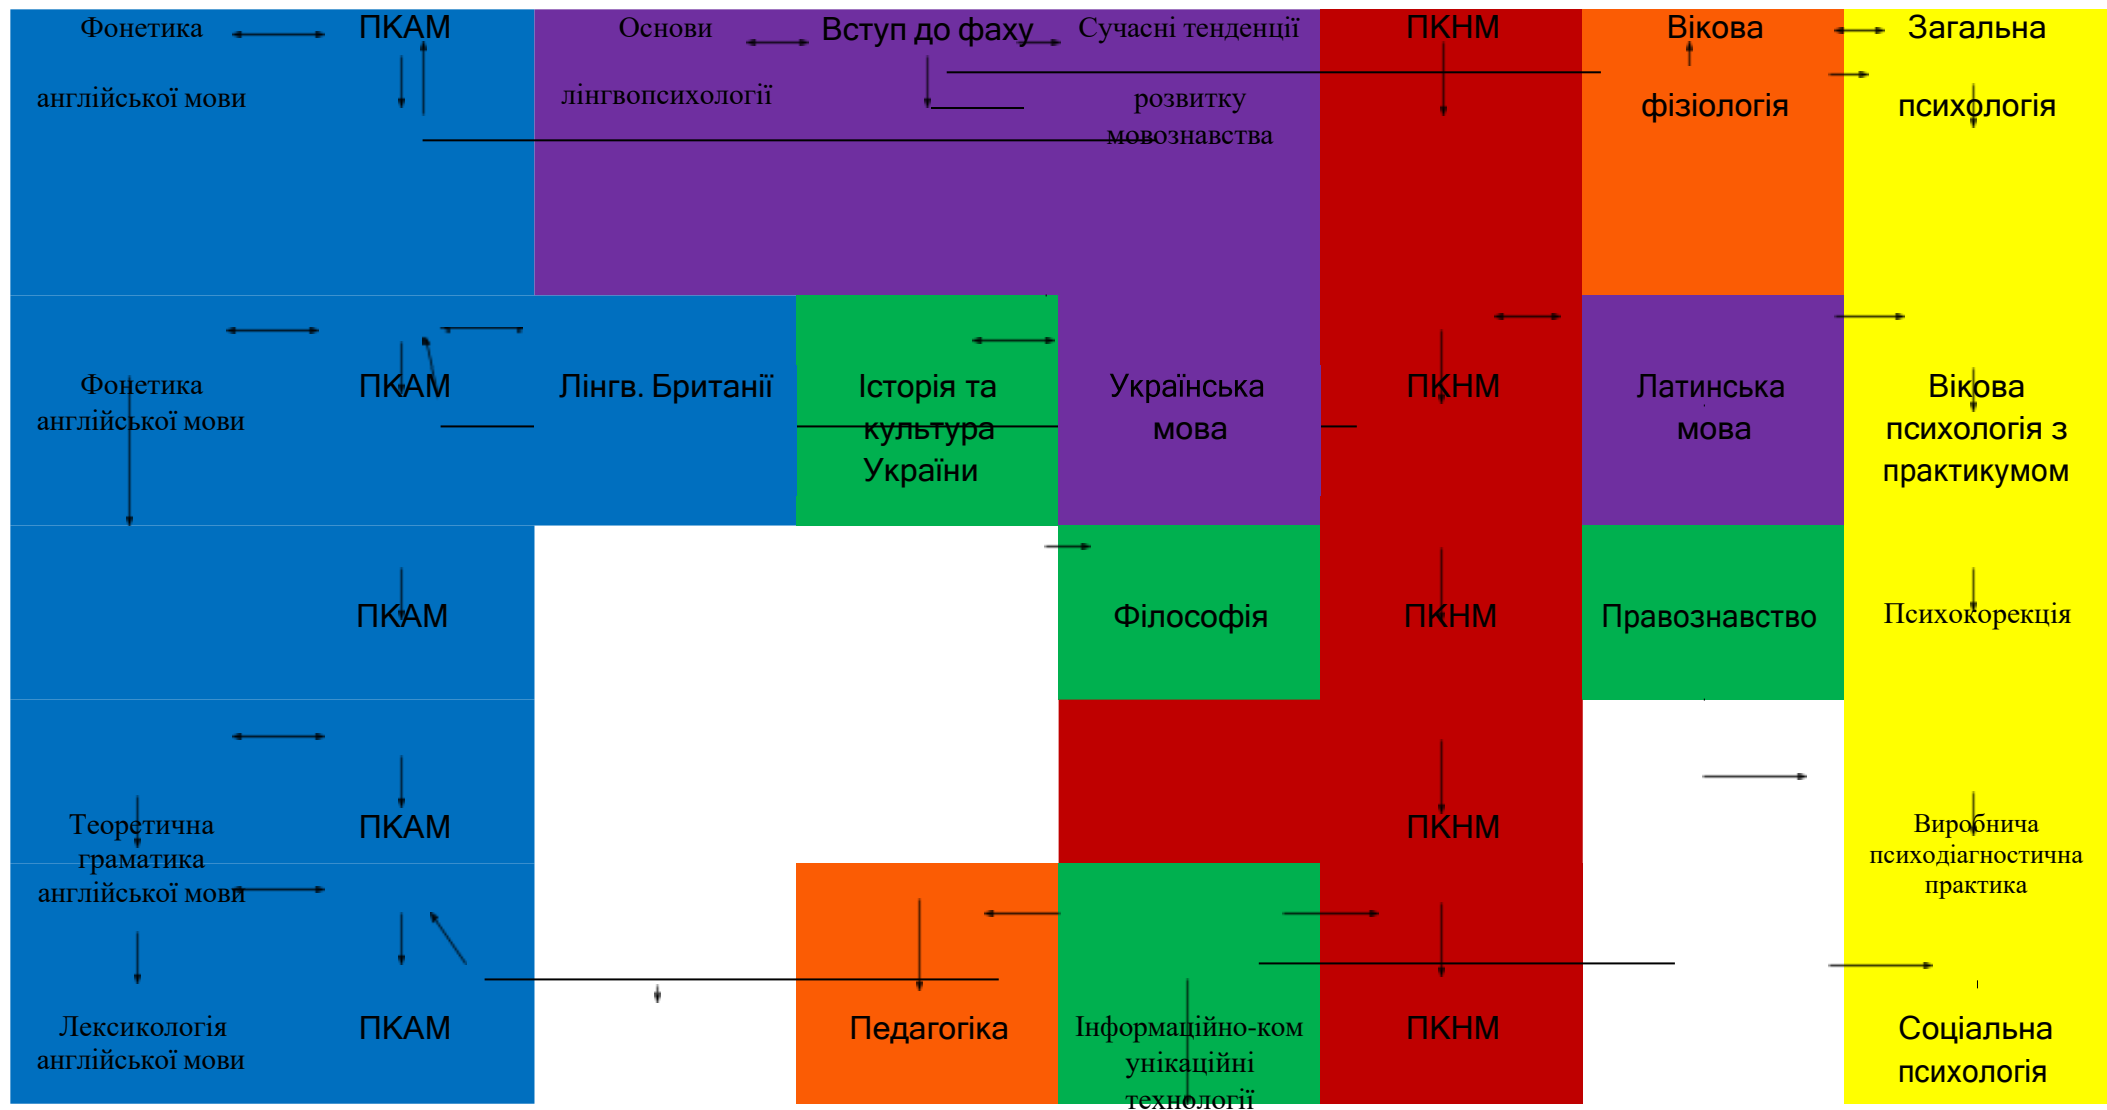 Фонетика
англійської мови
ПКАМ
Основи
лінгвопсихології
Вступ до фаху
Сучасні тенденції
розвитку
мовознавства
ПКНМ
Вікова
фізіологія
Загальна
психологія
Фонетика
англійської мови
ПКАМ
Лінгв. Британії
Історія та
культура
України
Українська
мова
ПКНМ
Латинська
мова
Вікова
психологія з
практикумом
ПКАМ
Філософія
ПКНМ
Правознавство
Психокорекція
Теоретична
граматика
англійської мови
ПКАМ
ПКНМ
Виробнича
психодіагностична
практика
Лексикологія
англійської мови
ПКАМ
Педагогіка
Інформаційно-ком
унікаційні
технології
ПКНМ
Соціальна
психологія